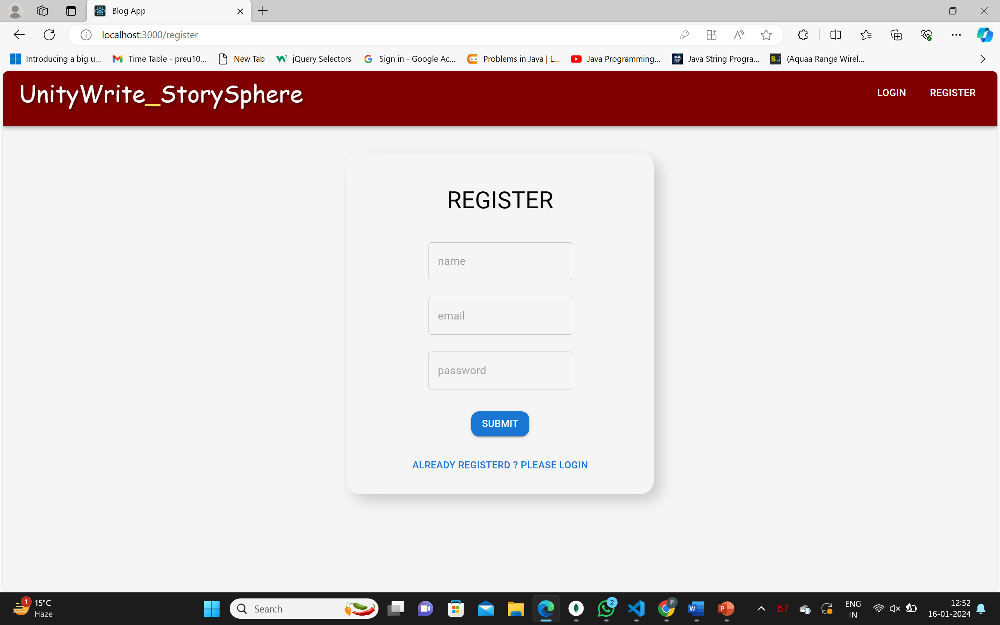 Blog App
localhost:3000/register
Introducing a big u...
Time Table - preu10...
New Tab
jQuery Selectors
Sign in - Google Ac...
Problems in Java | L...
Java Programming...
Java String Progra...
(Aquaa Range Wirel...
UnityWrite_StorySphere
LOGIN
REGISTER
REGISTER
name
email
password
SUBMIT
ALREADY REGISTERD ? PLEASE LOGIN
1
15°C
Haze
Search
2
P
57
ENG
IN
12:52
16-01-2024